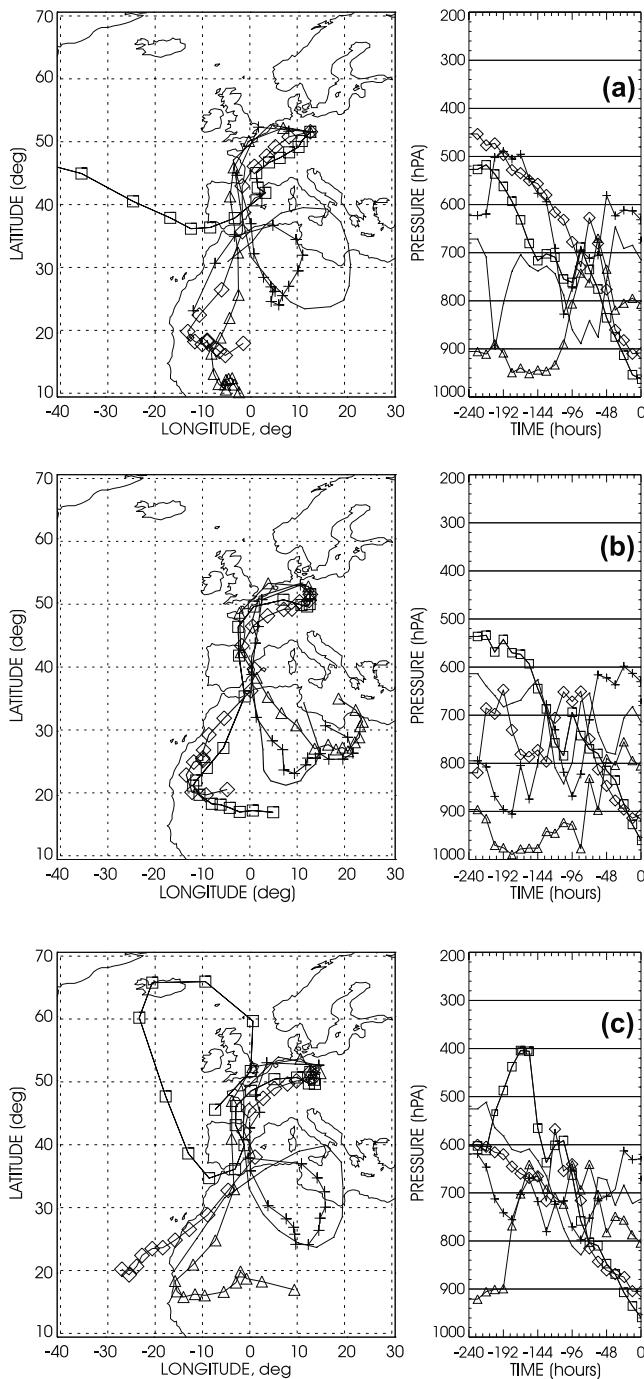 70
60
50
40
30
20
10
-40 -30 -20 -10 0 10 20 30
LATITUDE (deg)
LONGITUDE, deg
200
300
400
500
600
700
800
900
1000
-240 -192 -144 -96 -48 0
PRESSURE (hPa)
TIME (hours)
(a)
70
60
50
40
30
20
10
-40 -30 -20 -10 0 10 20 30
LATITUDE (deg)
LONGITUDE (deg)
200
300
400
500
600
700
800
900
1000
-240 -192 -144 -96 -48 0
PRESSURE (hPa)
TIME (hours)
(b)
70
60
50
40
30
20
10
-40 -30 -20 -10 0 10 20 30
LATITUDE (deg)
LONGITUDE, deg
200
300
400
500
600
700
800
900
1000
-240 -192 -144 -96 -48 0
PRESSURE (hPa)
TIME (hours)
(c)